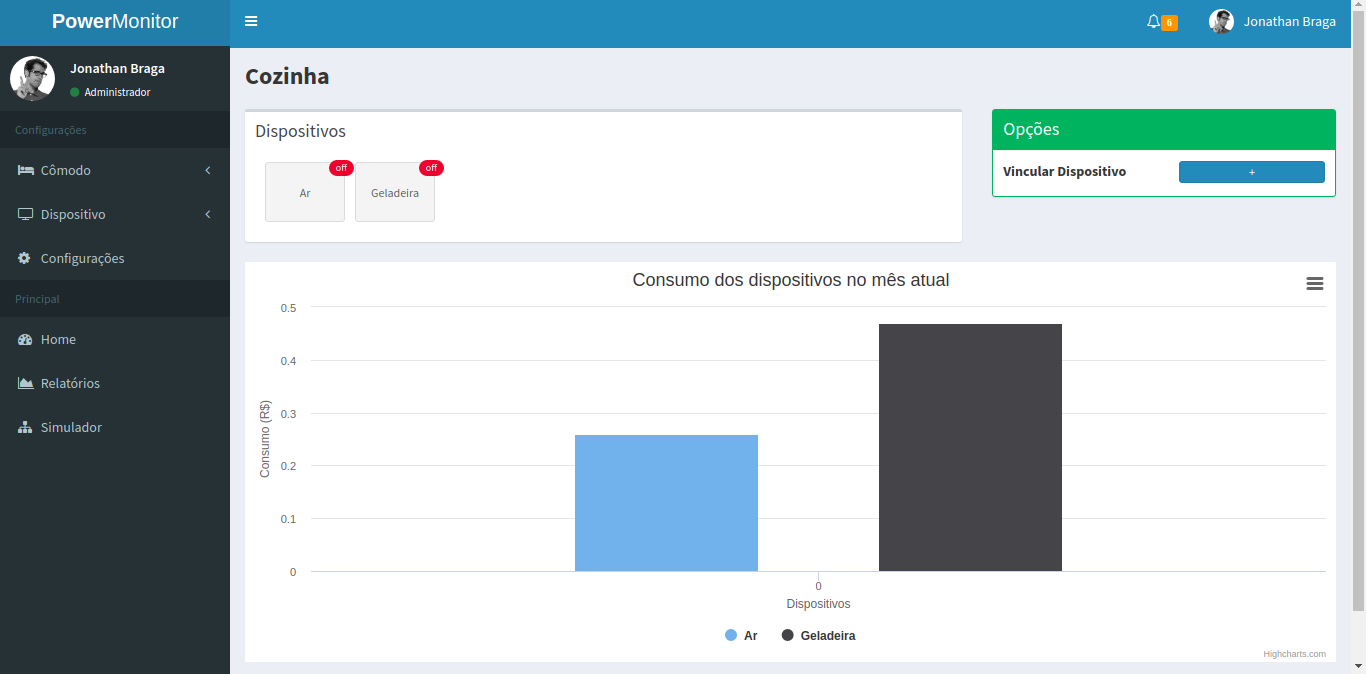 PowerMonitor
6
Jonathan Braga
Jonathan Braga
Administrador
Configurações
Cômodo
Dispositivo
Configurações
Principal
Home
Relatórios
Simulador
Cozinha
Dispositivos
off
off
Ar
Geladeira
Opções
Vincular Dispositivo
+
Consumo dos dispositivos no mês atual
Consumo (R$)
0.5
0.4
0.3
0.2
0.1
0
0
Dispositivos
Ar
Geladeira
Highcharts.com